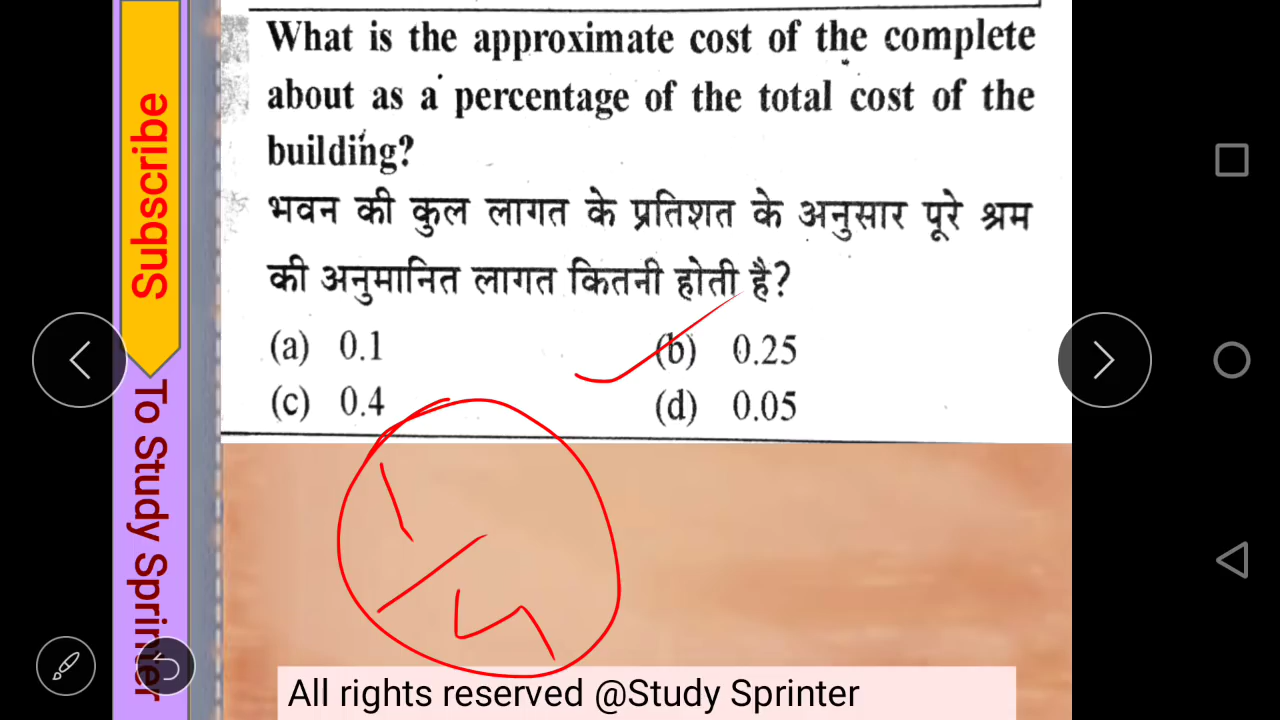 What is the approximate cost of the complete
about as a percentage of the total cost of the
building?
भवन की कुल लागत के प्रतिशत के अनुसार पूरे श्रम
की अनुमानित लागत कितनी होती है?
(a) 0.1
(b) 0.25
(c) 0.4
(d) 0.05
1/4
Subscribe
To Study Sprinter
All rights reserved @Study Sprinter